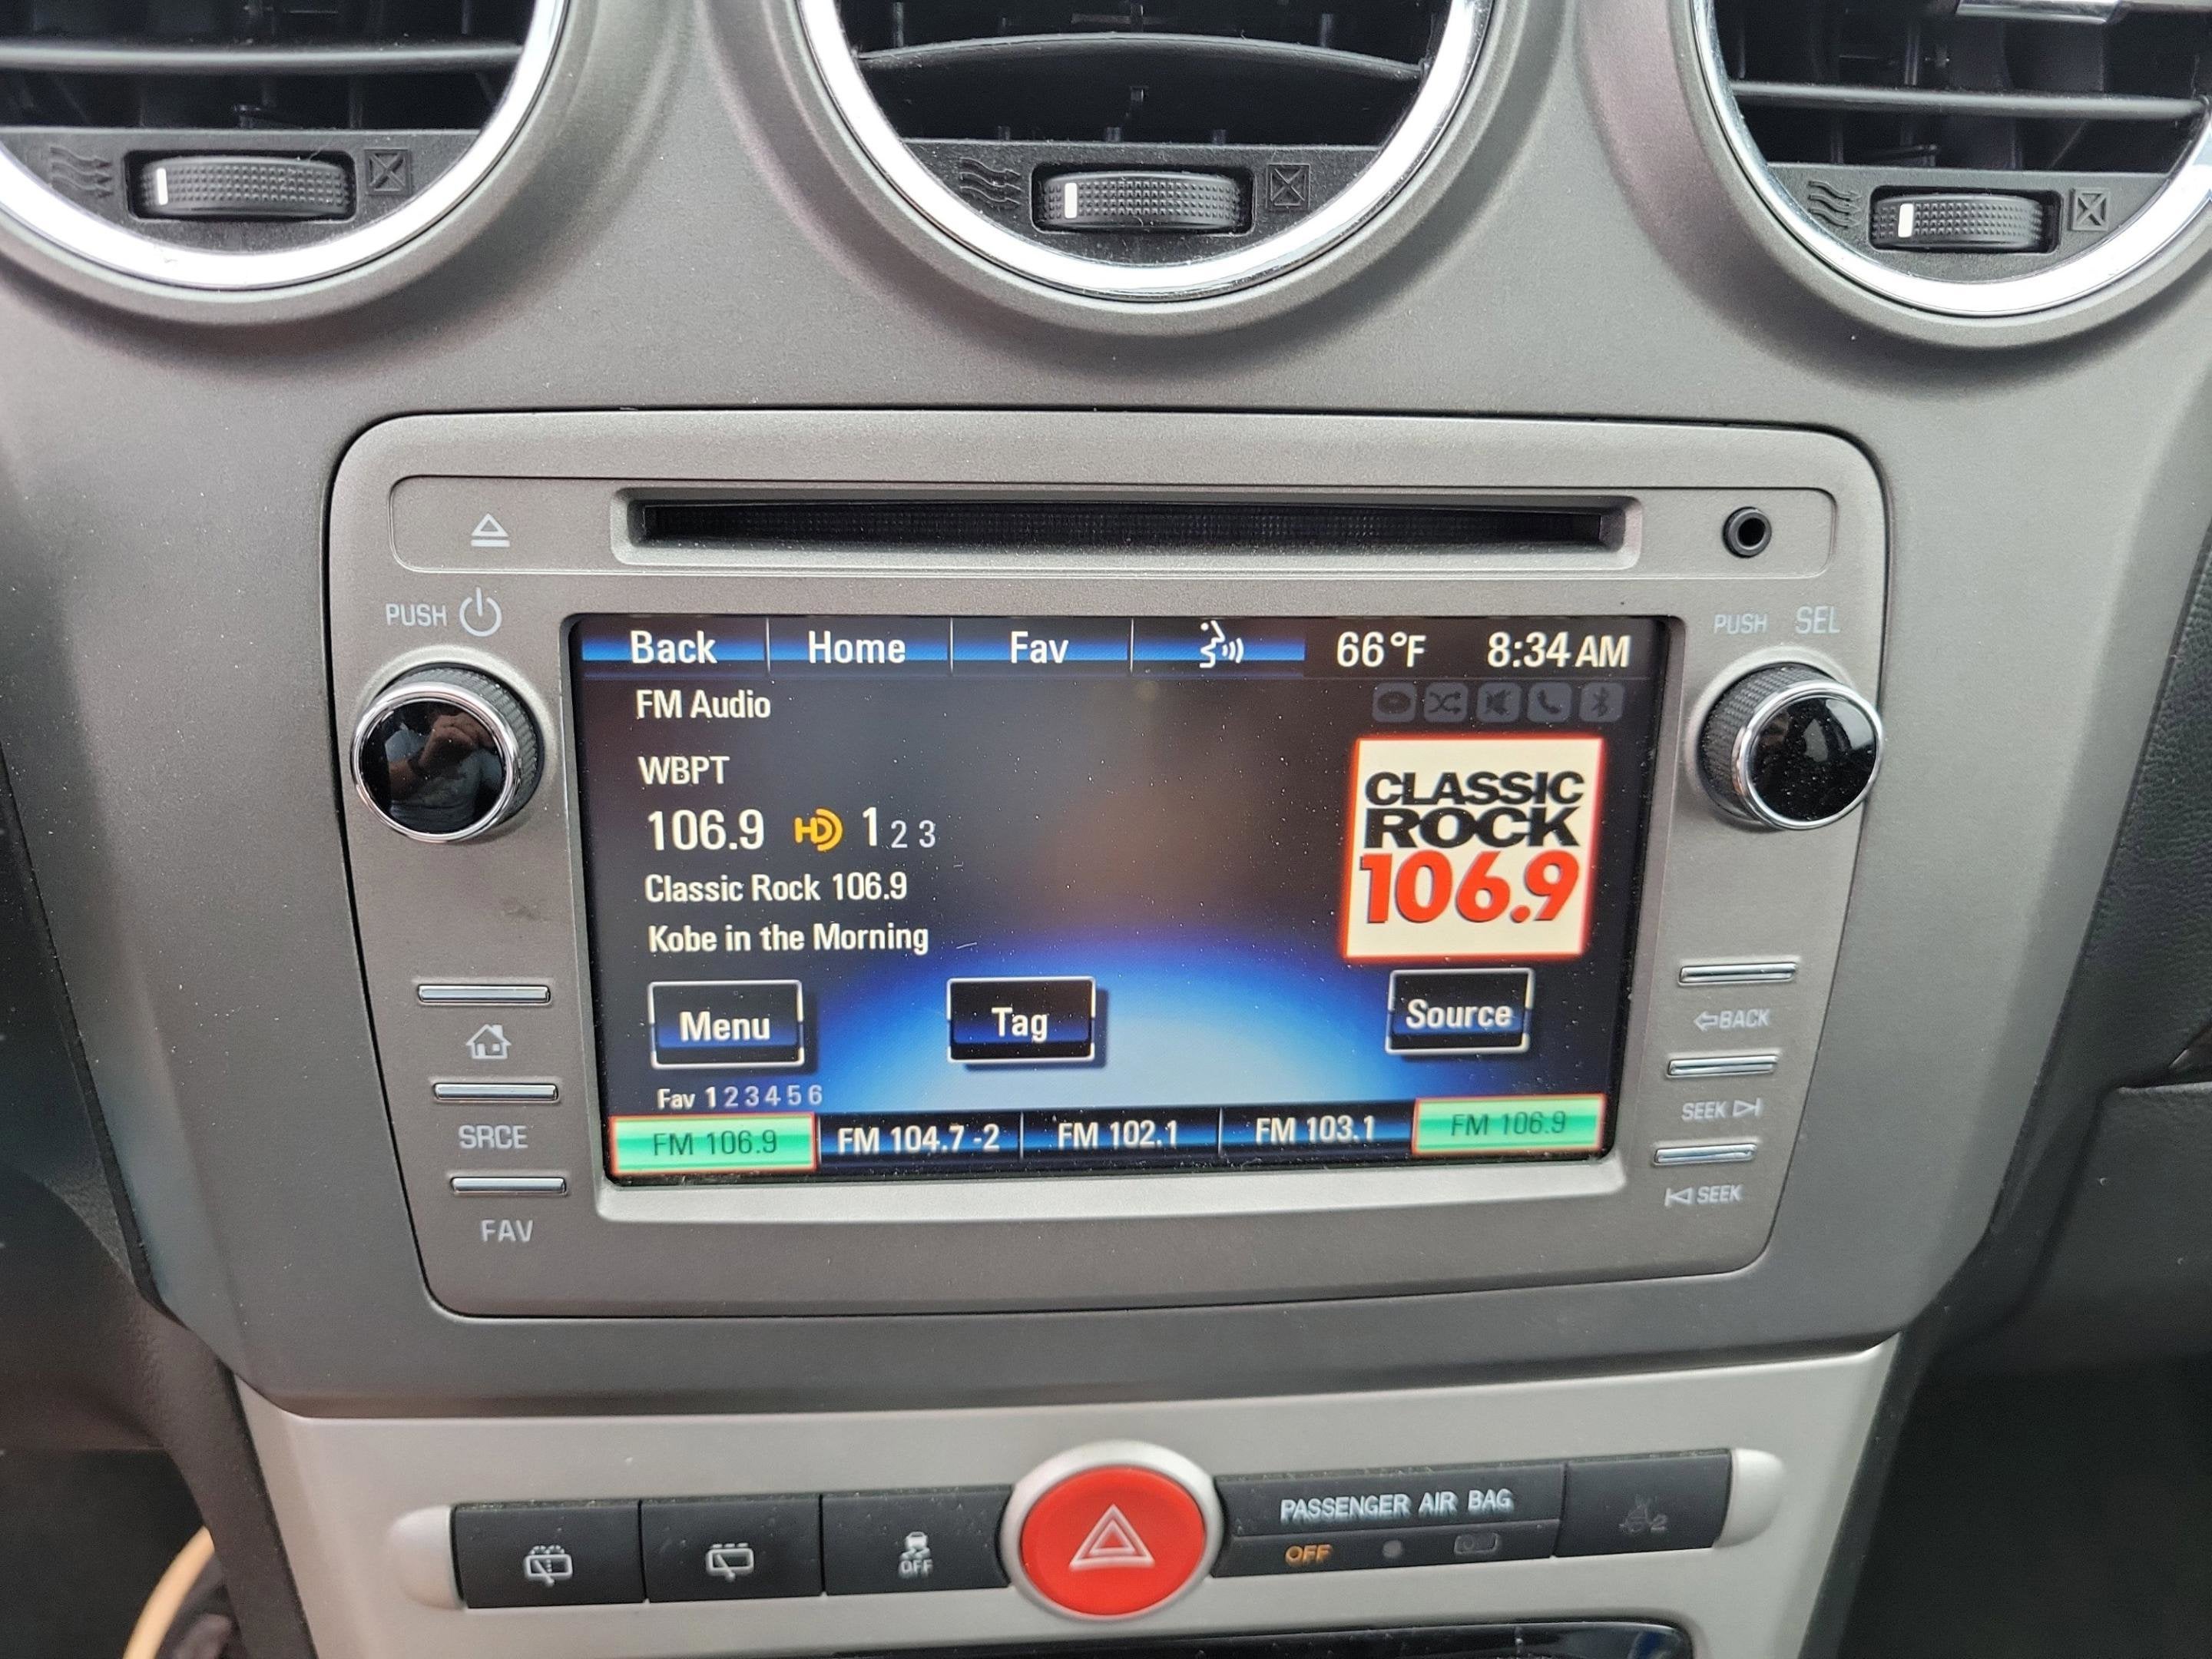 PUSH
PUSH SEL
Back Home Fav 66°F 8:34 AM
FM Audio
WBPT
106.9 HD 1 2 3
Classic Rock 106.9
Kobe in the Morning
CLASSIC
ROCK
106.9
Menu Tag Source
Fav 1 2 3 4 5 6
FM 106.9 FM 104.7 -2 FM 102.1 FM 103.1 FM 106.9
SRCE
FAV
BACK
SEEK
SEEK
OFF
PASSENGER AIR BAG
OFF
2